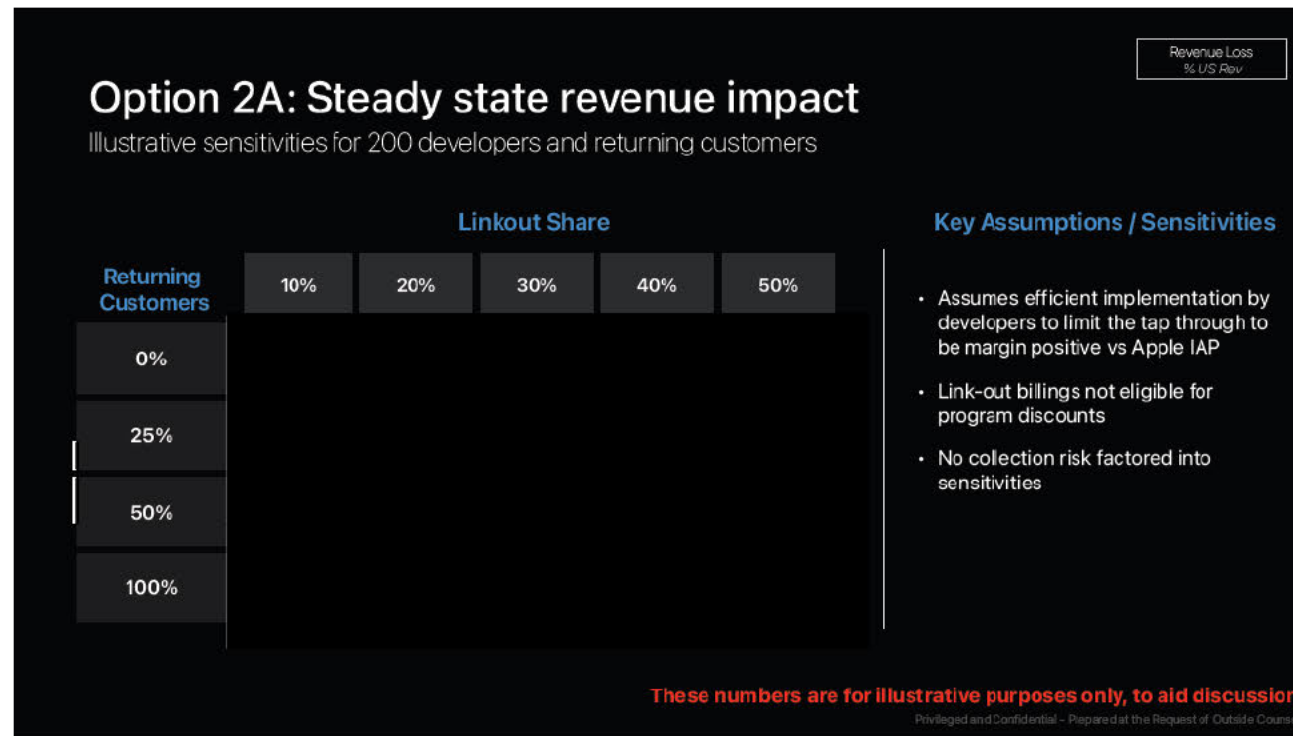 Revenue Loss
% US Rev
Option 2A: Steady state revenue impact
Illustrative sensitivities for 200 developers and returning customers
Linkout Share
Key Assumptions / Sensitivities
Returning
Customers
10%
20%
30%
40%
50%
0%
25%
50%
100%
• Assumes efficient implementation by
developers to limit the tap through to
be margin positive vs Apple IAP
• Link-out billings not eligible for
program discounts
• No collection risk factored into
sensitivities
These numbers are for illustrative purposes only, to aid discussion
Privileged and Confidential – Prepared at the Request of Outside Couns